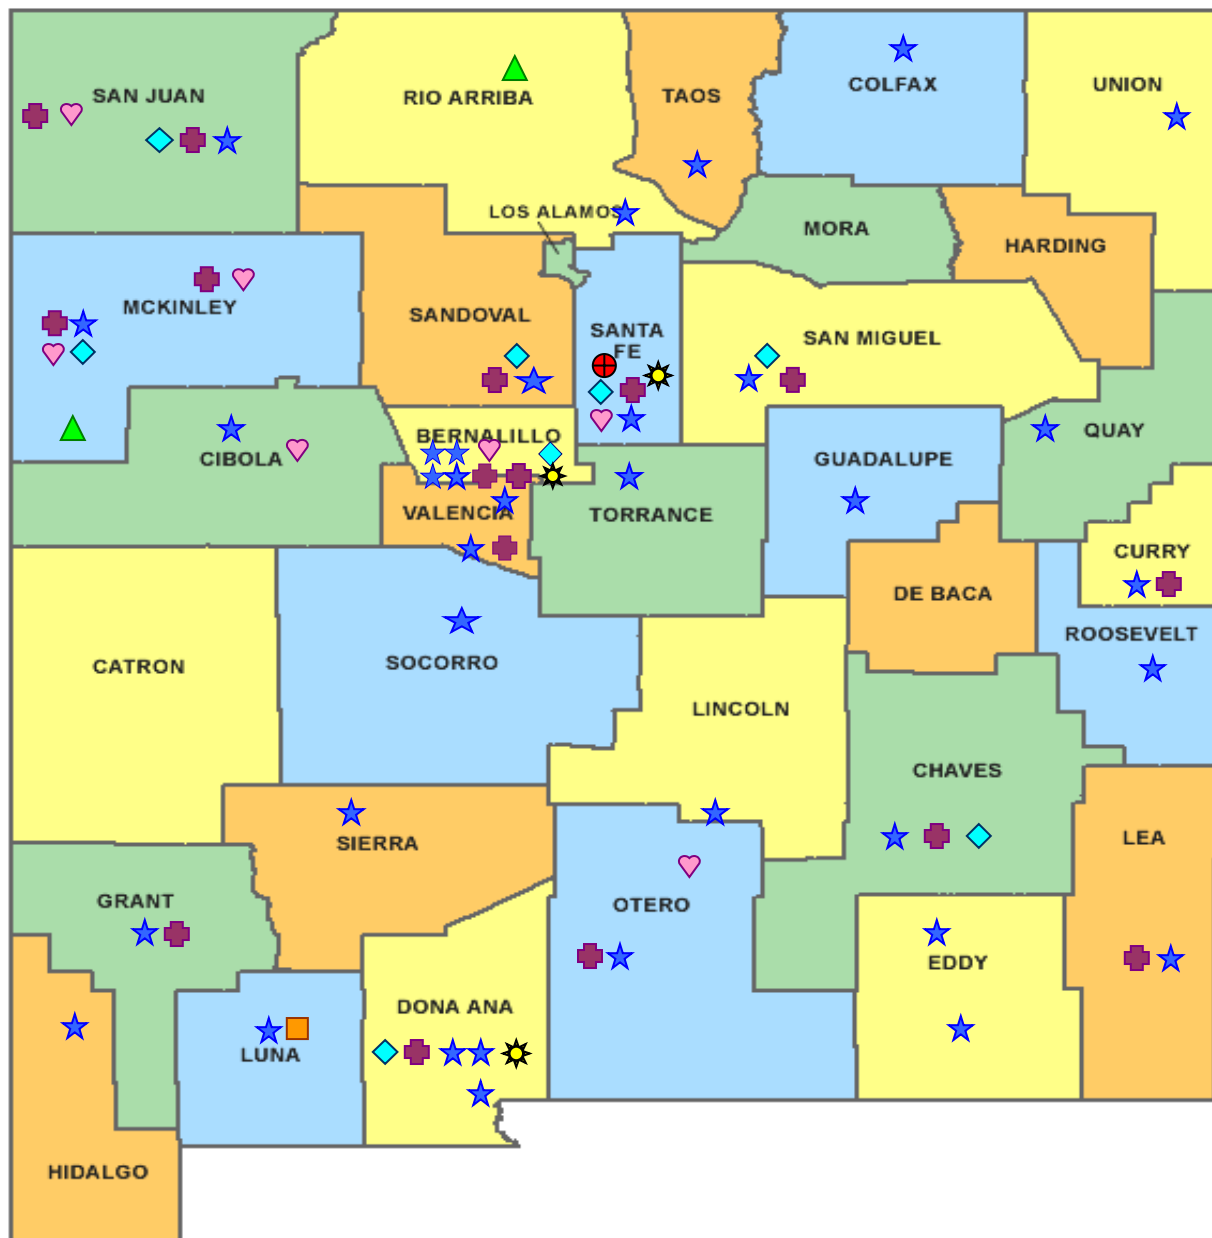 COLFAX
UNION
SAN JUAN
RIO ARRIBA
TAOS
LOS ALAMOS
MORA
HARDING
MCKINLEY
SANDOVAL
SANTA
FE
SAN MIGUEL
BERNALILLO
QUAY
CIBOLA
GUADALUPE
VALENCIA
TORRANCE
CURRY
DE BACA
ROOSEVELT
CATRON
SOCORRO
LINCOLN
CHAVES
SIERRA
LEA
GRANT
OTERO
EDDY
DONA ANA
LUNA
HIDALGO